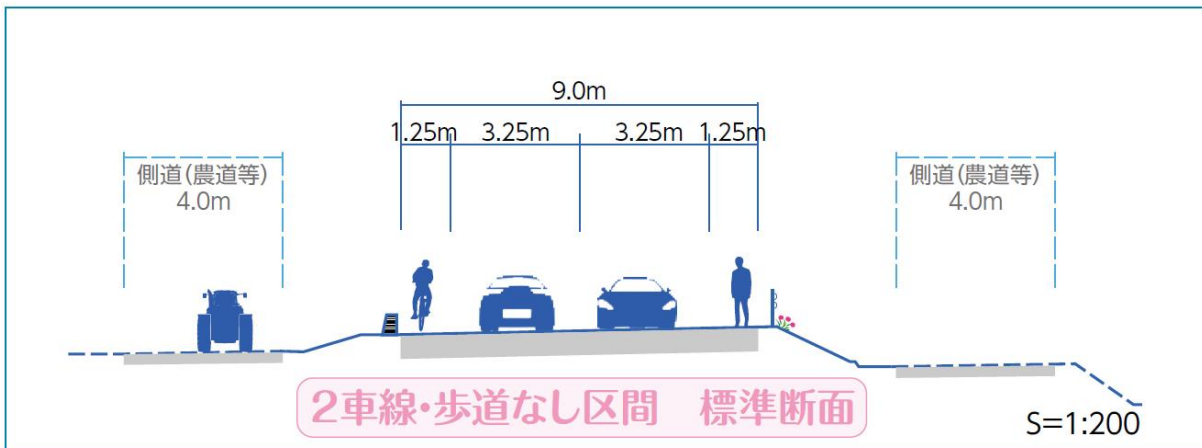 9.0m
1.25m 3.25m 3.25m 1.25m
側道(農道等)
4.0m
側道(農道等)
4.0m
2車線・歩道なし区間 標準断面
S=1:200